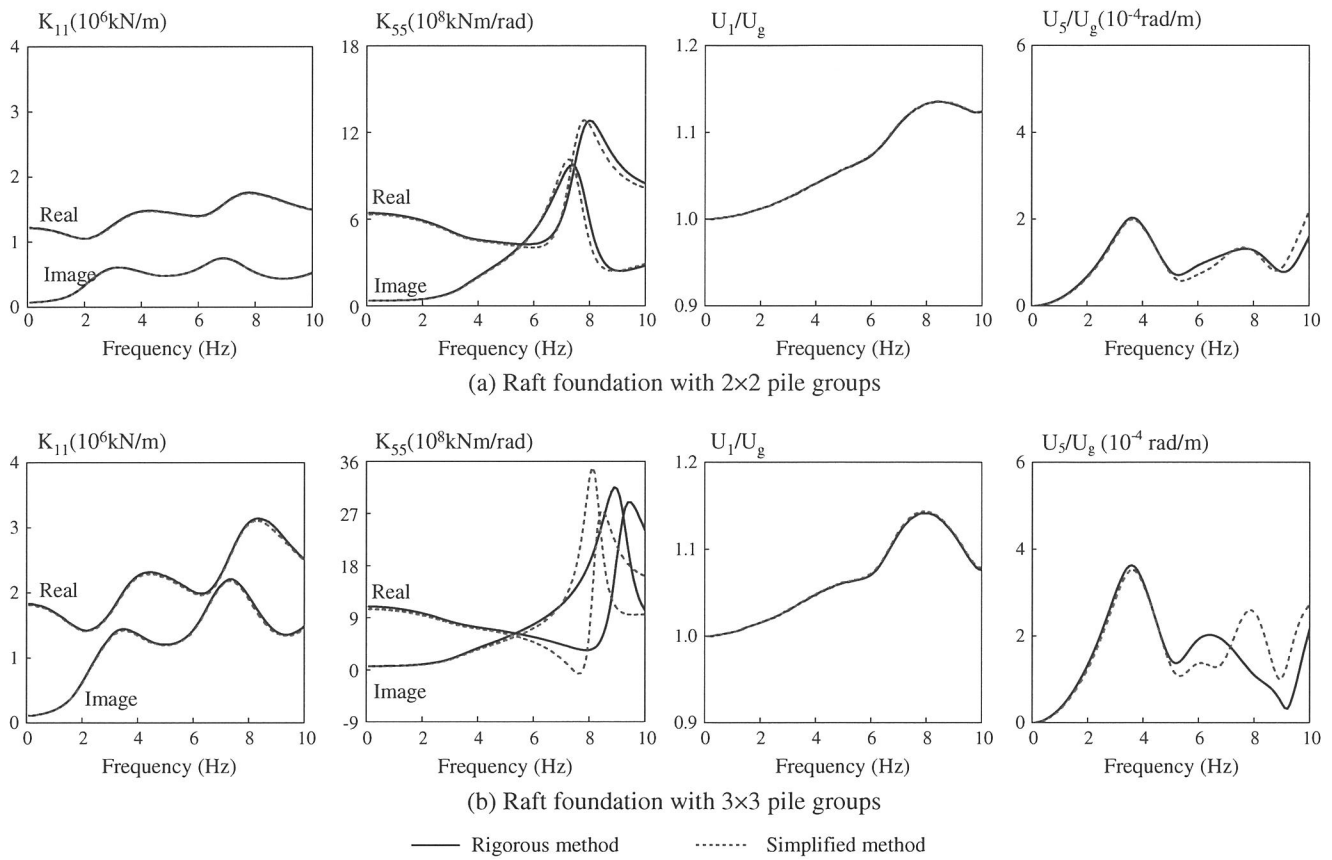 K11(10^6kN/m) K55(10^8kNm/rad) U1/Ug U5/Ug(10^-4rad/m)
4 18 1.2 6
3
12 1.1 4
2
Real Real
6 1.0 2
1
Image Image
0 0 0.9 0
0 2 4 6 8 10 0 2 4 6 8 10 0 2 4 6 8 10 0 2 4 6 8 10
Frequency (Hz) Frequency (Hz) Frequency (Hz) Frequency (Hz)
(a) Raft foundation with 2×2 pile groups
K11(10^6kN/m) K55(10^8kNm/rad) U1/Ug U5/Ug (10^-4 rad/m)
4 36 1.2 6
27
3
1.1 4
18
2
Real Real
9 1.0 2
1
0
Image Image
0 -9 0.9 0
0 2 4 6 8 10 0 2 4 6 8 10 0 2 4 6 8 10 0 2 4 6 8 10
Frequency (Hz) Frequency (Hz) Frequency (Hz) Frequency (Hz)
(b) Raft foundation with 3×3 pile groups
Rigorous method Simplified method